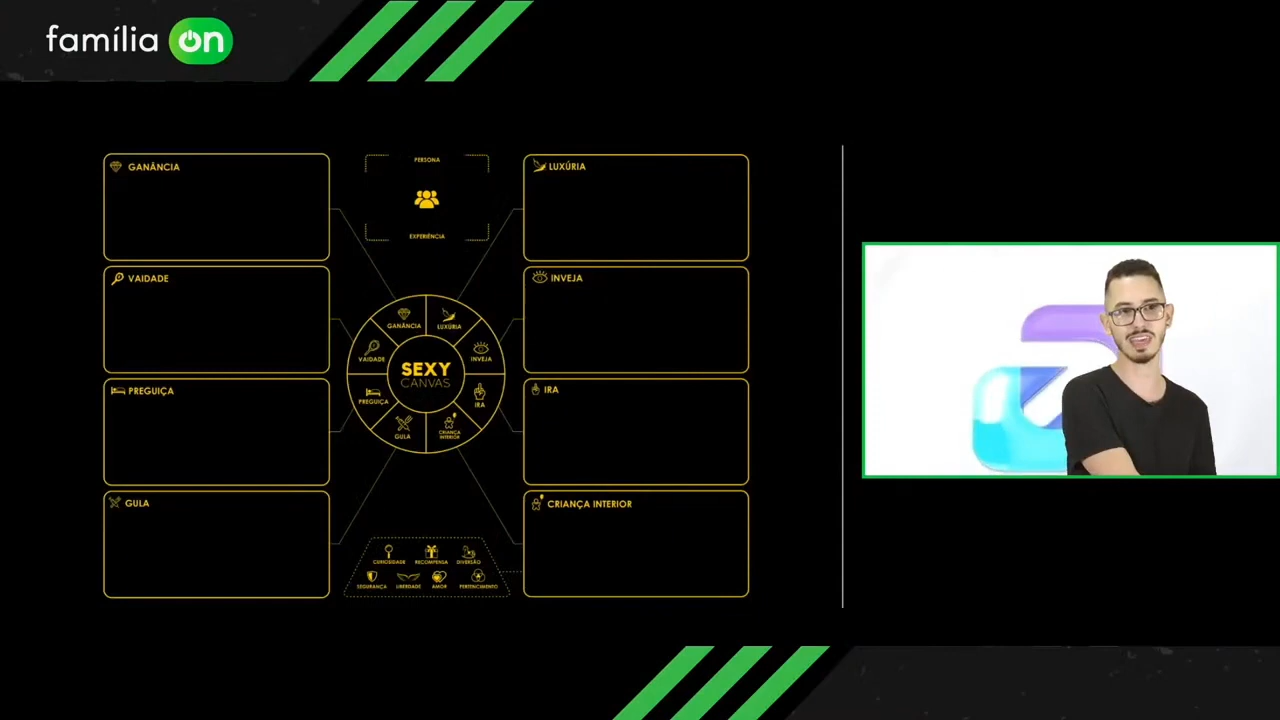 família on
GANÂNCIA
VAIDADE
PREGUIÇA
GULA
PERSONA
EXPERIÊNCIA
GANÂNCIA
LUXÚRIA
VAIDADE
INVEJA
SEXY
CANVAS
PREGUIÇA
IRA
GULA
CRIANÇA
INTERIOR
CURIOSIDADE RECOMPENSA DIVERSÃO
SEGURANÇA LIBERDADE AMOR PERTENCIMENTO
LUXÚRIA
INVEJA
IRA
CRIANÇA INTERIOR